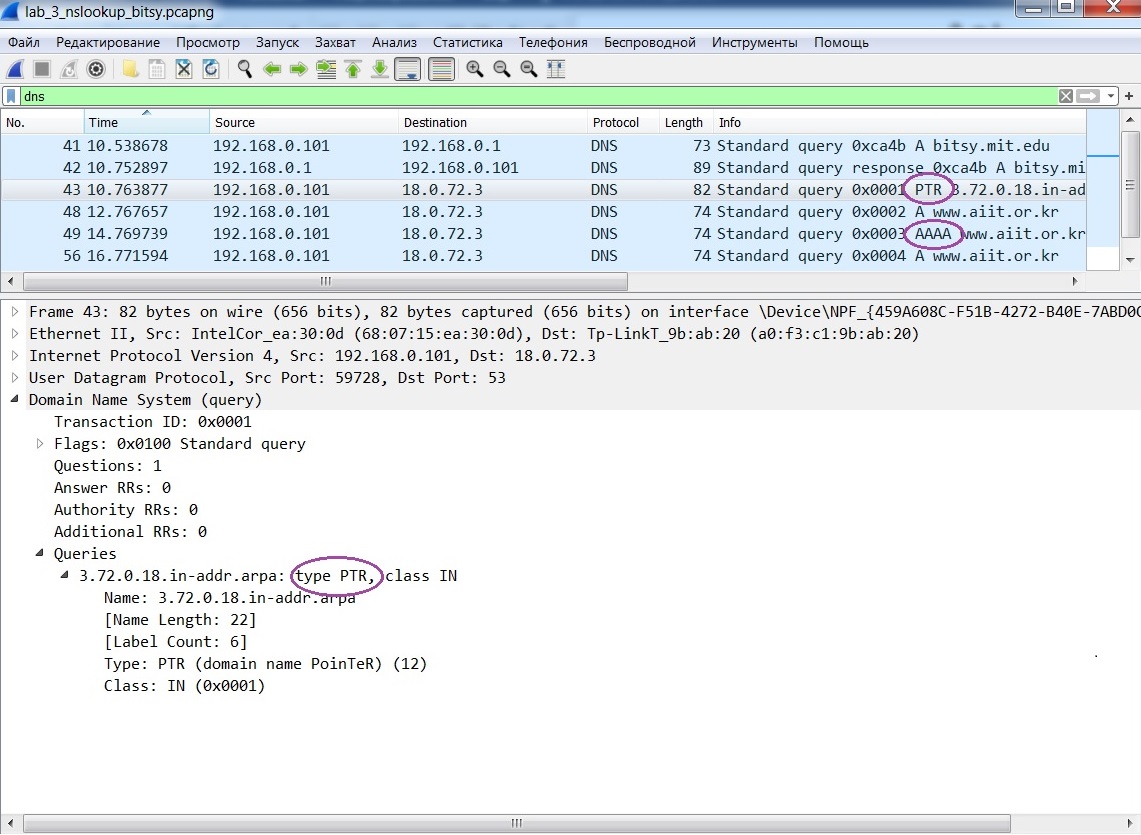 lab_3_nslookup_bitsy.pcapng
Файл Редактирование Просмотр Запуск Захват Анализ Статистика Телефония Беспроводной Инструменты Помощь
dns
No. Time Source Destination Protocol Length Info
41 10.538678 192.168.0.101 192.168.0.1 DNS 73 Standard query 0xca4b A bitsy.mit.edu
42 10.752897 192.168.0.1 192.168.0.101 DNS 89 Standard query response 0xca4b A bitsy.mi
43 10.763877 192.168.0.101 18.0.72.3 DNS 82 Standard query 0x0001 PTR 3.72.0.18.in-ad
48 12.767657 192.168.0.101 18.0.72.3 DNS 74 Standard query 0x0002 A www.aiit.or.kr
49 14.769739 192.168.0.101 18.0.72.3 DNS 74 Standard query 0x0003 AAAA www.aiit.or.kr
56 16.771594 192.168.0.101 18.0.72.3 DNS 74 Standard query 0x0004 A www.aiit.or.kr
Frame 43: 82 bytes on wire (656 bits), 82 bytes captured (656 bits) on interface \Device\NPF_{459A608C-F51B-4272-B40E-7ABD0C
Ethernet II, Src: IntelCor_ea:30:0d (68:07:15:ea:30:0d), Dst: Tp-LinkT_9b:ab:20 (a0:f3:c1:9b:ab:20)
Internet Protocol Version 4, Src: 192.168.0.101, Dst: 18.0.72.3
User Datagram Protocol, Src Port: 59728, Dst Port: 53
Domain Name System (query)
Transaction ID: 0x0001
Flags: 0x0100 Standard query
Questions: 1
Answer RRs: 0
Authority RRs: 0
Additional RRs: 0
Queries
3.72.0.18.in-addr.arpa: type PTR, class IN
Name: 3.72.0.18.in-addr.arpa
[Name Length: 22]
[Label Count: 6]
Type: PTR (domain name PoinTeR) (12)
Class: IN (0x0001)